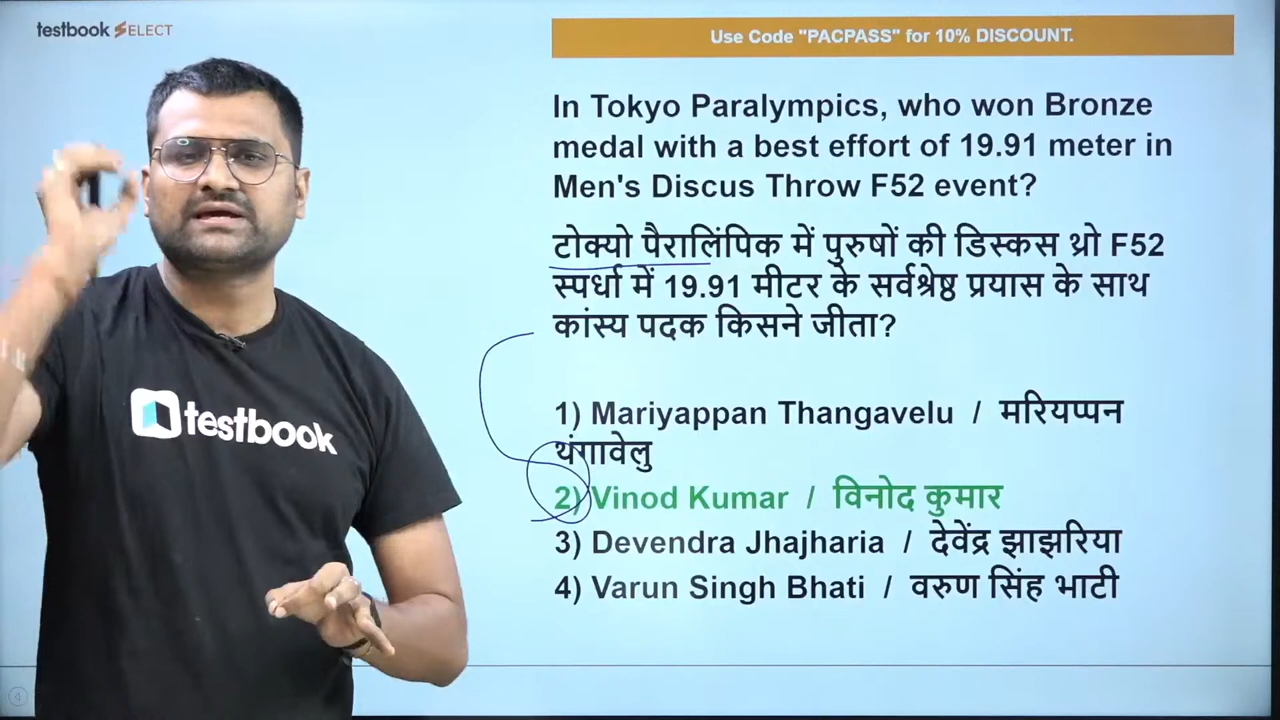 testbook SELECT
Use Code "PACPASS" for 10% DISCOUNT.
In Tokyo Paralympics, who won Bronze
medal with a best effort of 19.91 meter in
Men's Discus Throw F52 event?
टोक्यो पैरालिंपिक में पुरुषों की डिस्कस थ्रो F52
स्पर्धा में 19.91 मीटर के सर्वश्रेष्ठ प्रयास के साथ
कांस्य पदक किसने जीता?
1) Mariyappan Thangavelu / मरियप्पन
थंगावेलु
2) Vinod Kumar / विनोद कुमार
3) Devendra Jhajharia / देवेंद्र झाझरिया
4) Varun Singh Bhati / वरुण सिंह भाटी
testbook
4